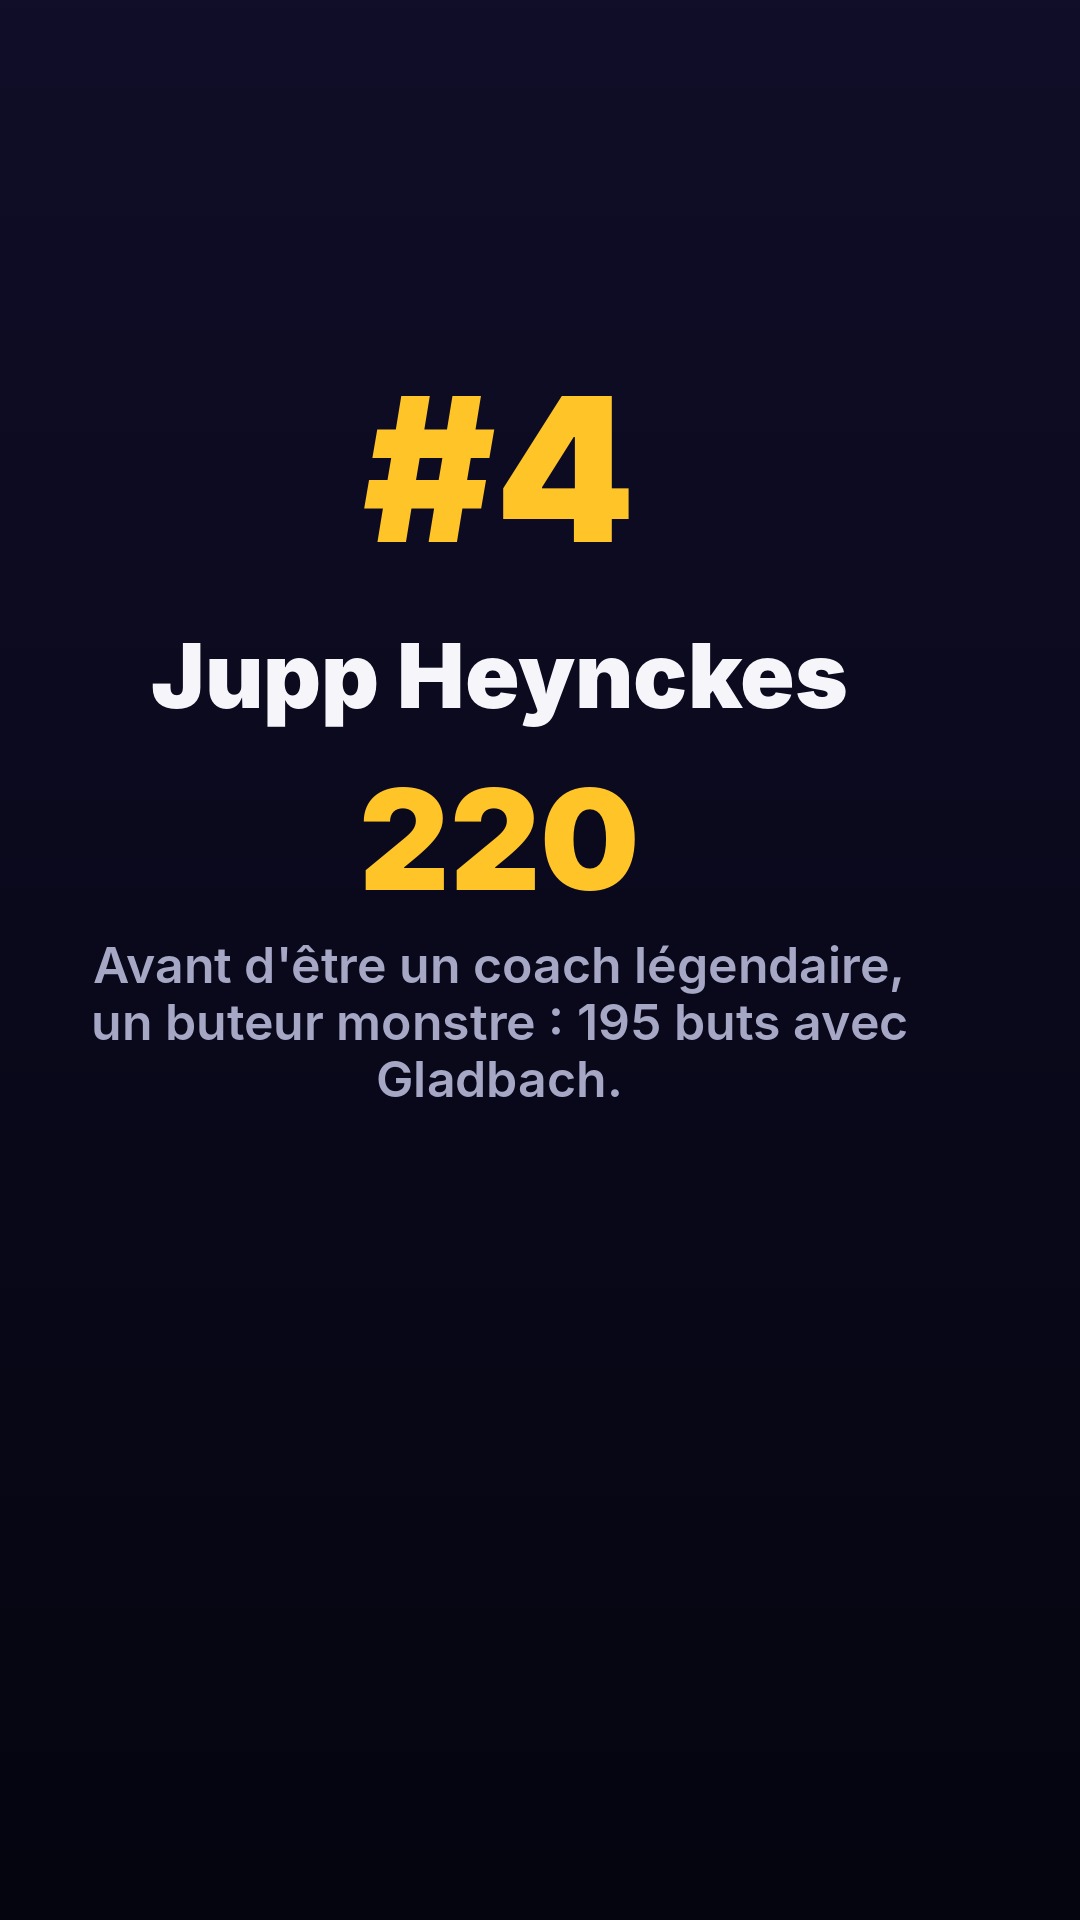 #4
Jupp Heynckes
220
Avant d'être un coach légendaire,
un buteur monstre : 195 buts avec
Gladbach.